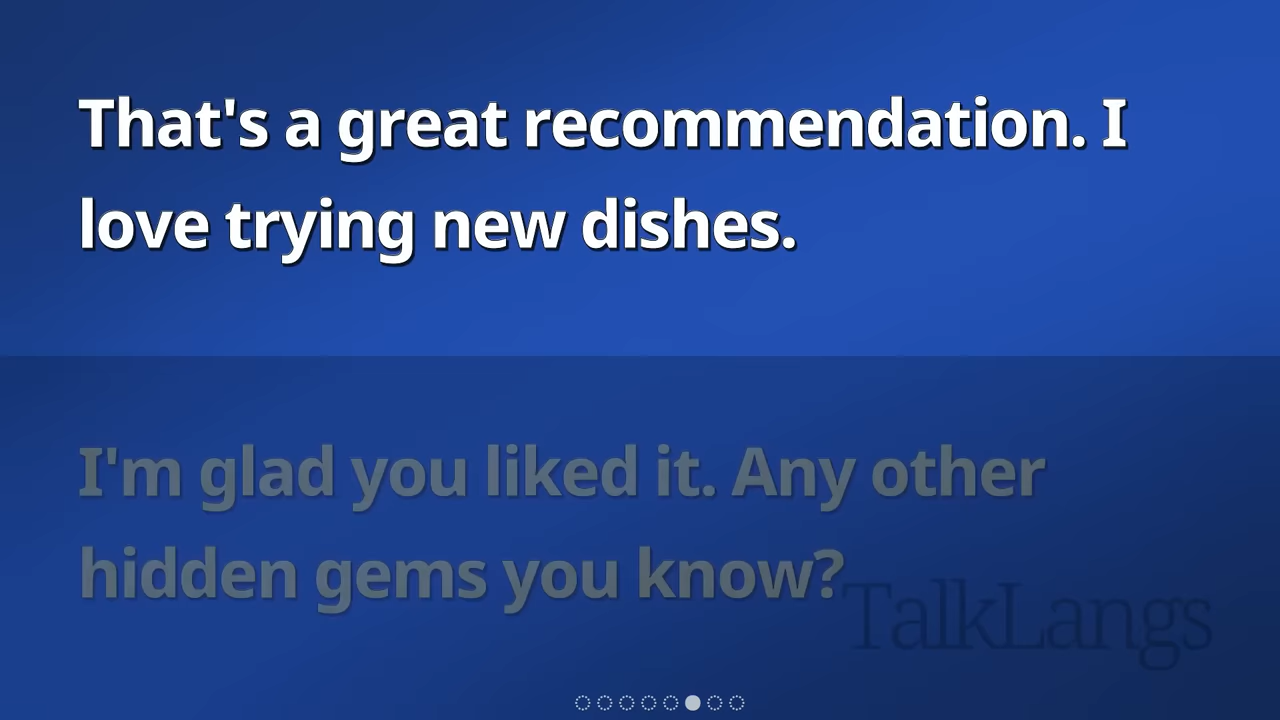 That's a great recommendation. I
love trying new dishes.
I'm glad you liked it. Any other
hidden gems you know?
TalkLangs